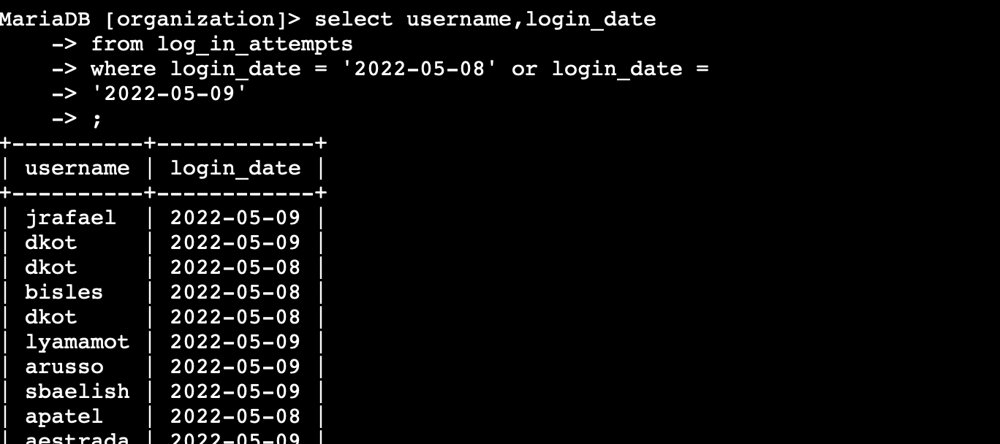 MariaDB [organization]> select username,login_date
    -> from log_in_attempts
    -> where login_date = '2022-05-08' or login_date =
    -> '2022-05-09'
    -> ;
+----------+------------+
| username | login_date |
+----------+------------+
| jrafael  | 2022-05-09 |
| dkot     | 2022-05-09 |
| dkot     | 2022-05-08 |
| bisles   | 2022-05-08 |
| dkot     | 2022-05-08 |
| lyamamot | 2022-05-09 |
| arusso   | 2022-05-09 |
| sbaelish | 2022-05-09 |
| apatel   | 2022-05-08 |
| aestrada | 2022-05-09 |